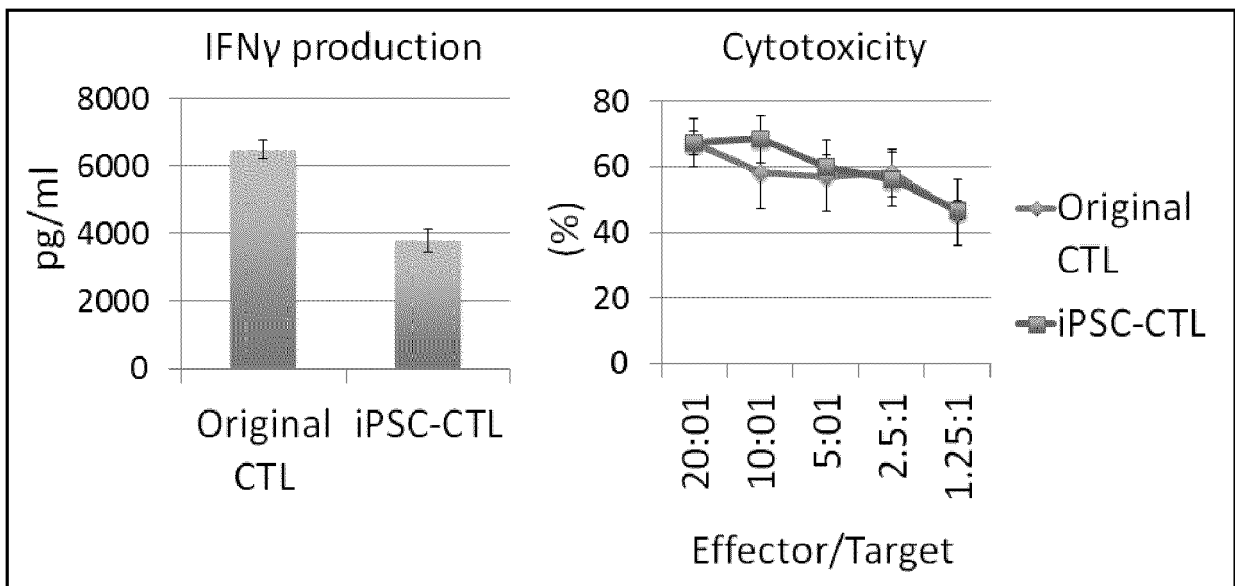 IFNγ production
8000
6000
4000
2000
0
pg/ml
Original
CTL
iPSC-CTL
Cytotoxicity
80
60
40
20
0
(%)
20:01
10:01
5:01
2.5:1
1.25:1
Effector/Target
Original
CTL
iPSC-CTL